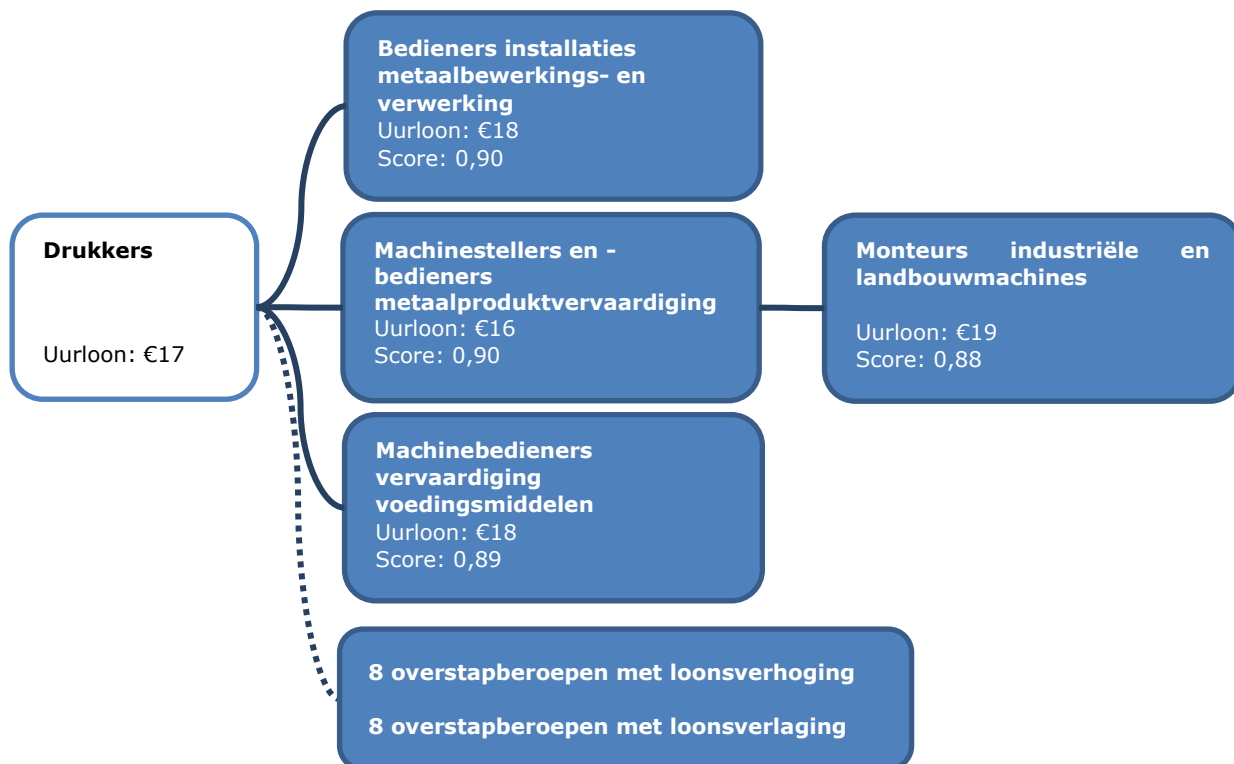 Bedieners installaties
metaalbewerkings- en
verwerking
Uurloon: €18
Score: 0,90
Drukkers
Uurloon: €17
Machinestellers en -
bedieners
metaalproduktvervaardiging
Uurloon: €16
Score: 0,90
Monteurs industriële en
landbouwmachines
Uurloon: €19
Score: 0,88
Machinebedieners
vervaardiging
voedingsmiddelen
Uurloon: €18
Score: 0,89
8 overstapberoepen met loonsverhoging
8 overstapberoepen met loonsverlaging